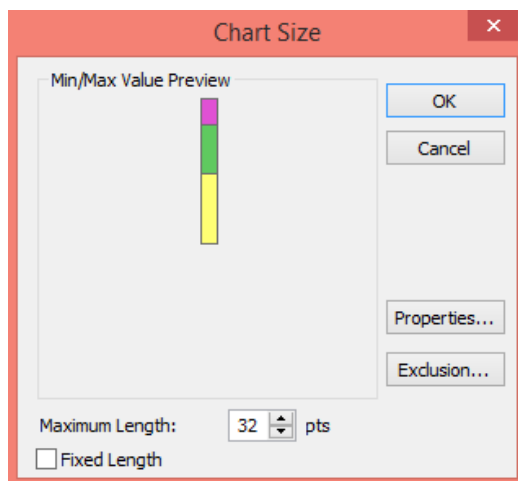 Chart Size
Min/Max Value Preview
OK
Cancel
Properties...
Exclusion...
Maximum Length: 32 pts
Fixed Length